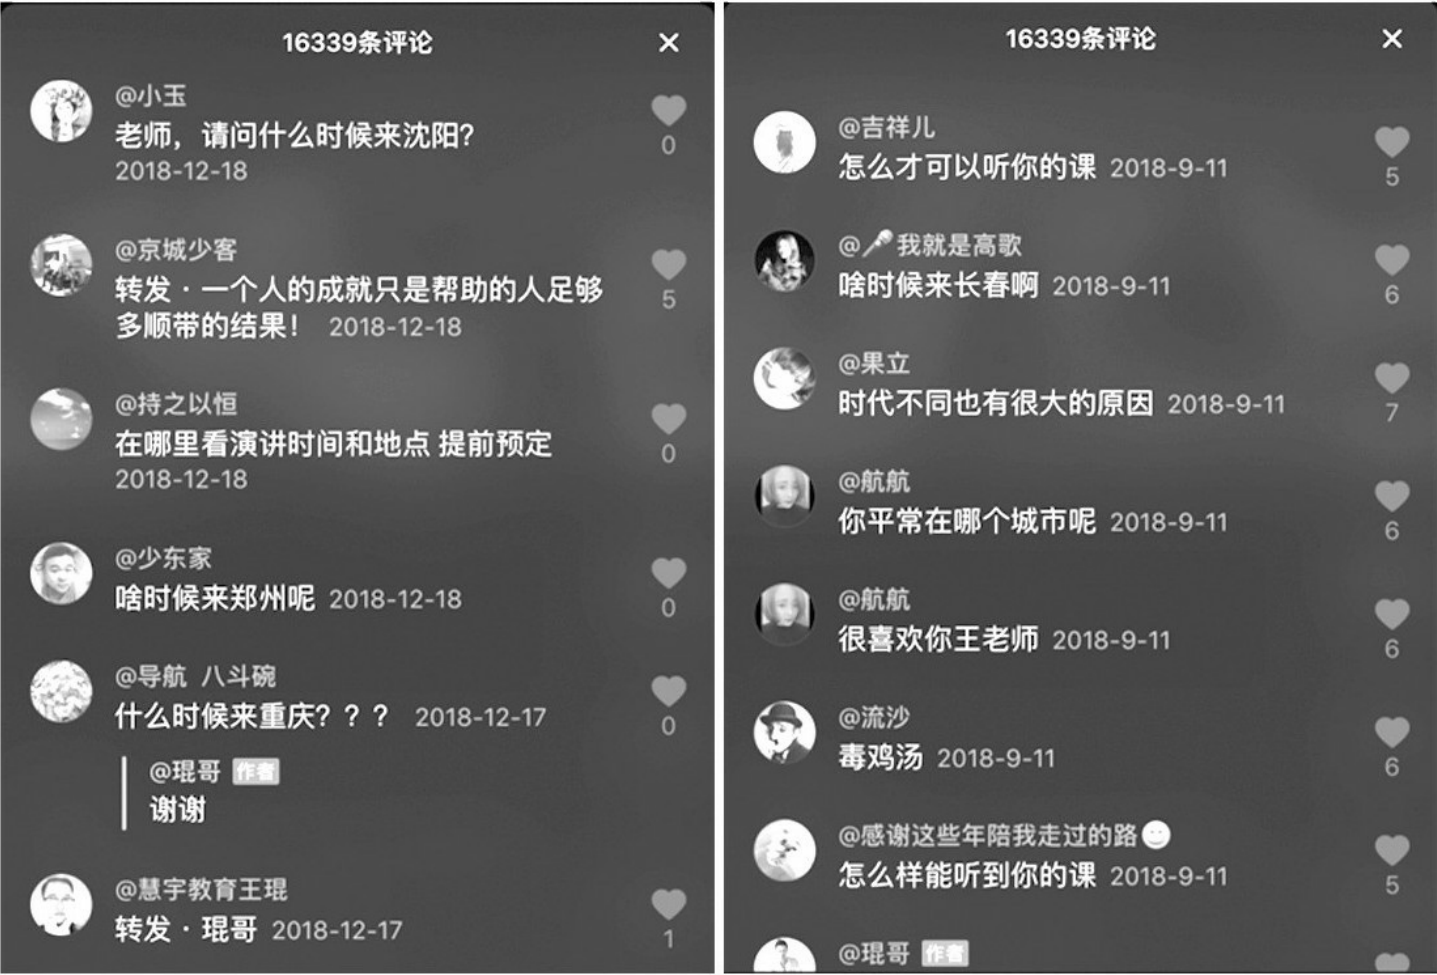 16339条评论
@小玉
老师，请问什么时候来沈阳？
2018-12-18
0
@京城少客
转发·一个人的成就只是帮助的人足够
多顺带的结果！ 2018-12-18
5
@持之以恒
在哪里看演讲时间和地点 提前预定
2018-12-18
0
@少东家
啥时候来郑州呢 2018-12-18
0
@导航 八斗碗
什么时候来重庆？？？ 2018-12-17
0
@琨哥 作者
谢谢
@慧宇教育王琨
转发·琨哥 2018-12-17
1
16339条评论
@吉祥儿
怎么才可以听你的课 2018-9-11
5
@🎤我就是高歌
啥时候来长春啊 2018-9-11
6
@果立
时代不同也有很大的原因 2018-9-11
7
@航航
你平常在哪个城市呢 2018-9-11
6
@航航
很喜欢你王老师 2018-9-11
6
@流沙
毒鸡汤 2018-9-11
6
@感谢这些年陪我走过的路
怎么样能听到你的课 2018-9-11
5
@琨哥 作者